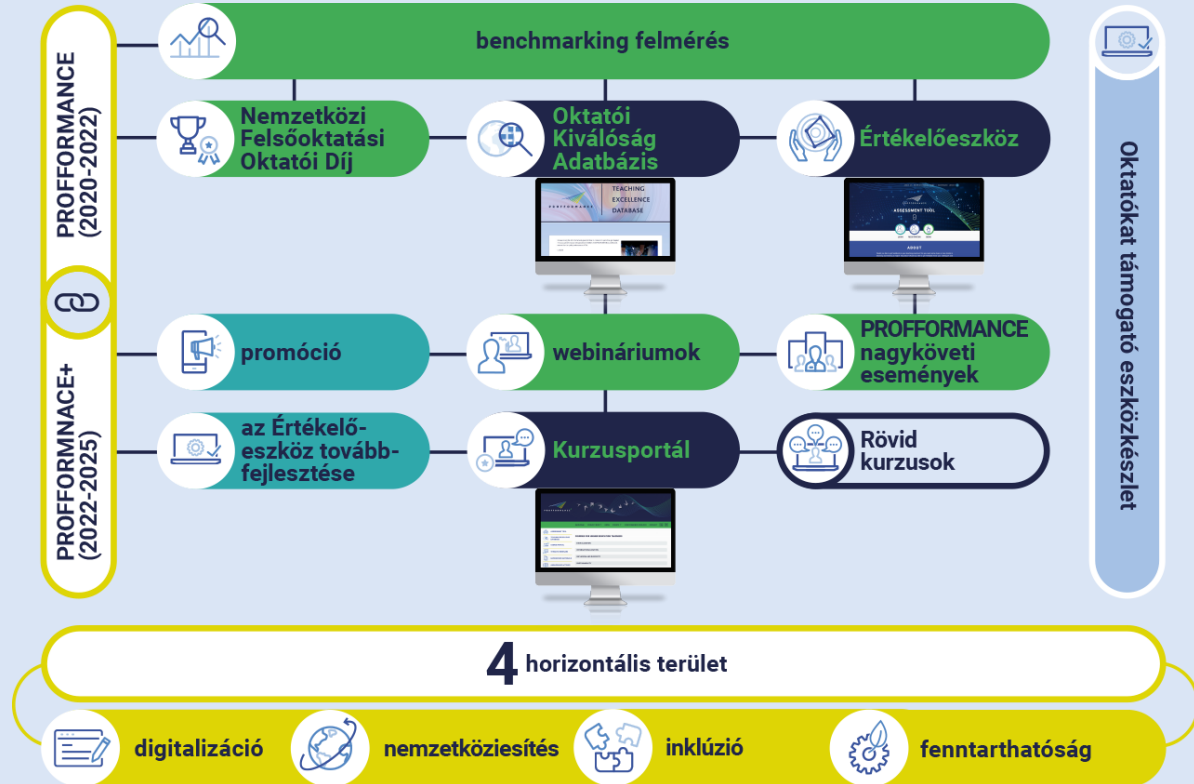 PROFFORMANCE
(2020-2022)
benchmarking felmérés
Nemzetközi
Felsőoktatási
Oktatói Díj
Oktatói
Kiválóság
Adatbázis
Értékelőeszköz
PROFFORMANCE
TEACHING
EXCELLENCE
DATABASE
ASSESSMENT TOOL
ABOUT
Oktatókat támogató eszközkészlet
PROFFORMNACE+
(2022-2025)
promóció
webináriumok
PROFFORMANCE
nagyköveti
események
az Értékelő-
eszköz tovább-
fejlesztése
Kurzusportál
Rövid
kurzusok
4 horizontális terület
digitalizáció
nemzetköziesítés
inklúzió
fenntarthatóság